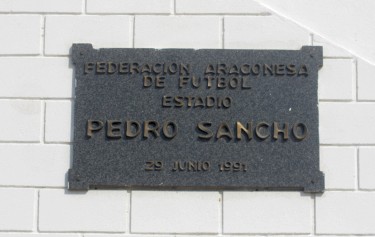 FEDERACION ARAGONESA
DE FUTBOL
ESTADIO
PEDRO SANCHO
29 JUNIO 1991